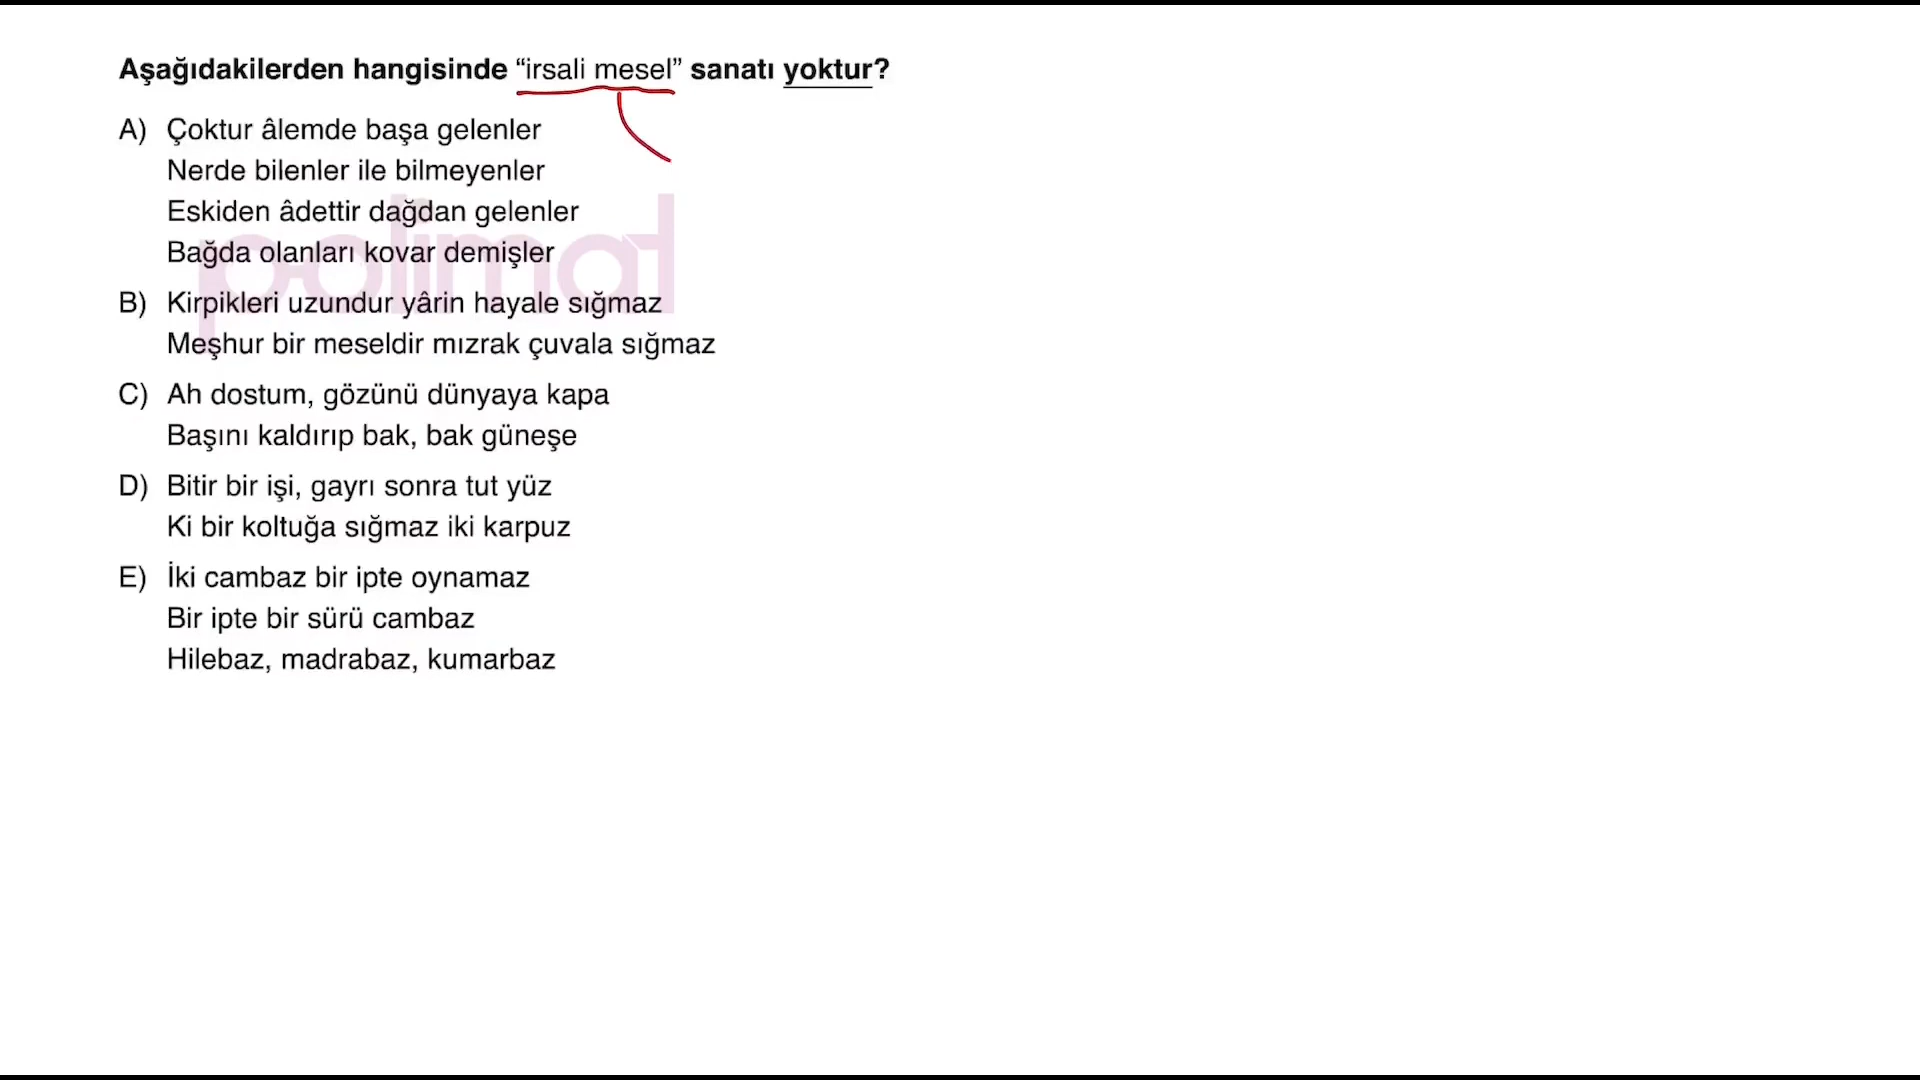 Aşağıdakilerden hangisinde “irsali mesel” sanatı yoktur?
A) Çoktur âlemde başa gelenler
Nerde bilenler ile bilmeyenler
Eskiden âdettir dağdan gelenler
Bağda olanları kovar demişler
B) Kirpikleri uzundur yârin hayale sığmaz
Meşhur bir meseldir mızrak çuvala sığmaz
C) Ah dostum, gözünü dünyaya kapa
Başını kaldırıp bak, bak güneşe
D) Bitir bir işi, gayrı sonra tut yüz
Ki bir koltuğa sığmaz iki karpuz
E) İki cambaz bir ipte oynamaz
Bir ipte bir sürü cambaz
Hilebaz, madrabaz, kumarbaz
polimat